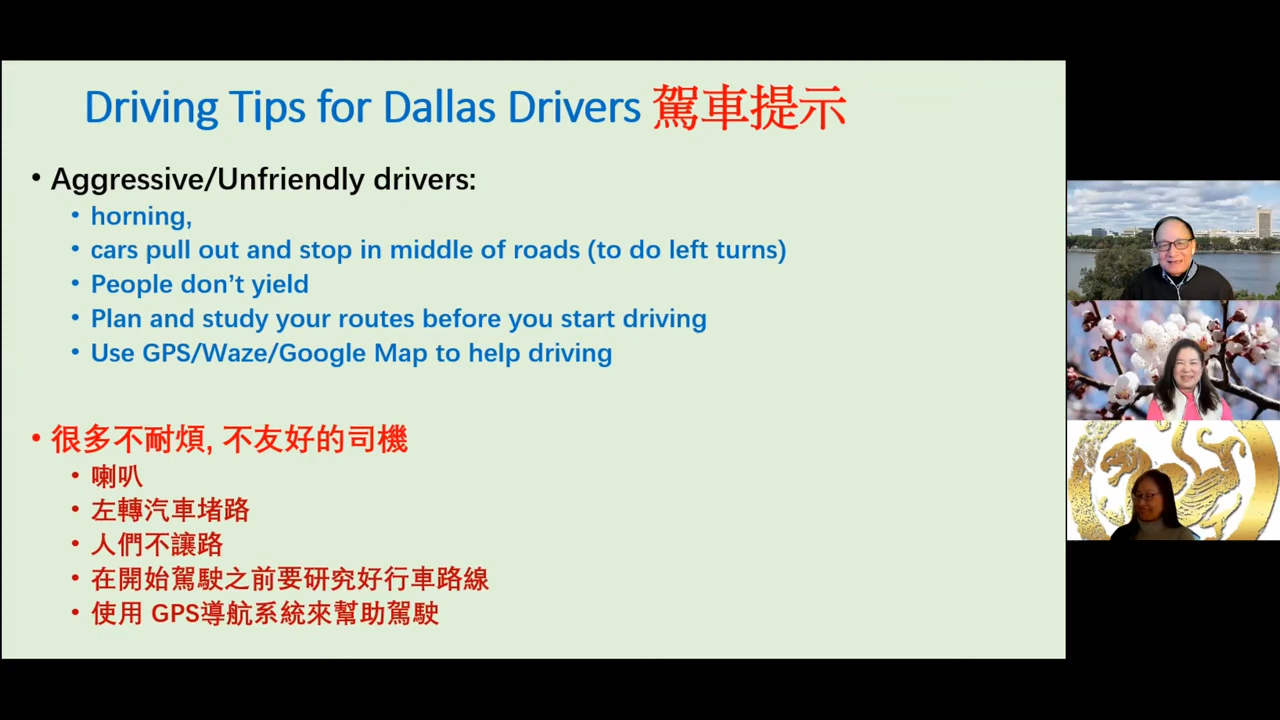 Driving Tips for Dallas Drivers 駕車提示
• Aggressive/Unfriendly drivers:
• horning,
• cars pull out and stop in middle of roads (to do left turns)
• People don’t yield
• Plan and study your routes before you start driving
• Use GPS/Waze/Google Map to help driving
• 很多不耐煩, 不友好的司機
• 喇叭
• 左轉汽車堵路
• 人們不讓路
• 在開始駕駛之前要研究好行車路線
• 使用 GPS導航系統來幫助駕駛